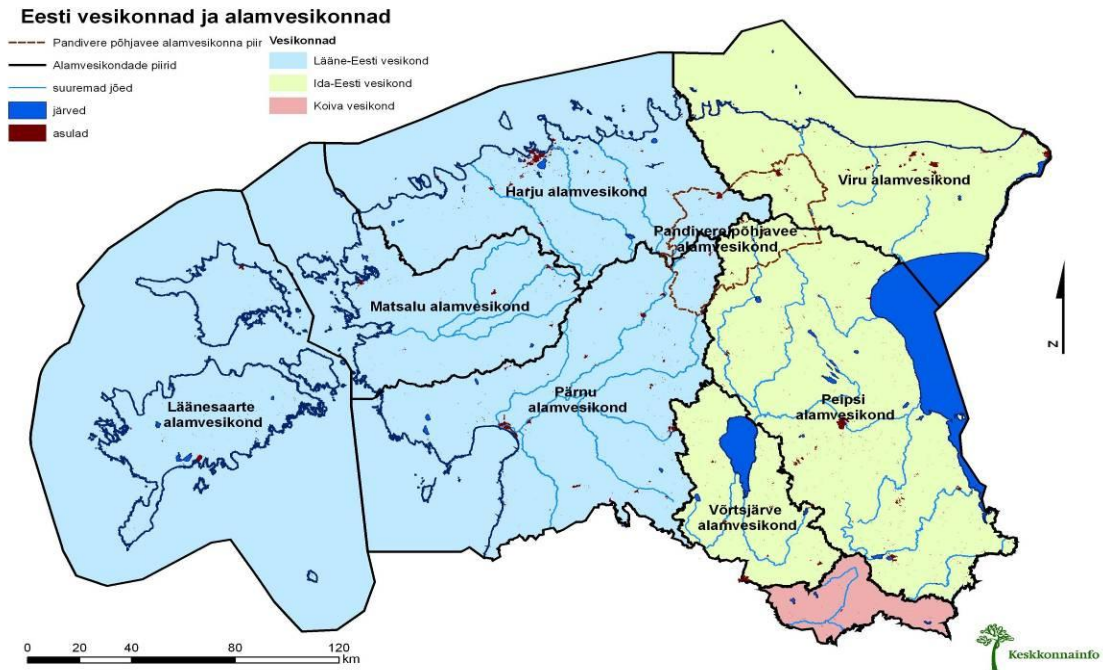 Eesti vesikonnad ja alamvesikonnad
Pandivere põhjavee alamvesikonna piir
Alamvesikondade piirid
suuremad jõed
järved
asulad
Vesikonnad
Lääne-Eesti vesikond
Ida-Eesti vesikond
Koiva vesikond
Harju alamvesikond
Viru alamvesikond
Pandivere põhjavee
alamvesikond
Matsalu alamvesikond
Läänesaarte
alamvesikond
Pärnu
alamvesikond
Peipsi
alamvesikond
Võrtsjärve
alamvesikond
Z
0 20 40 80 120
km
Keskkonnainfo